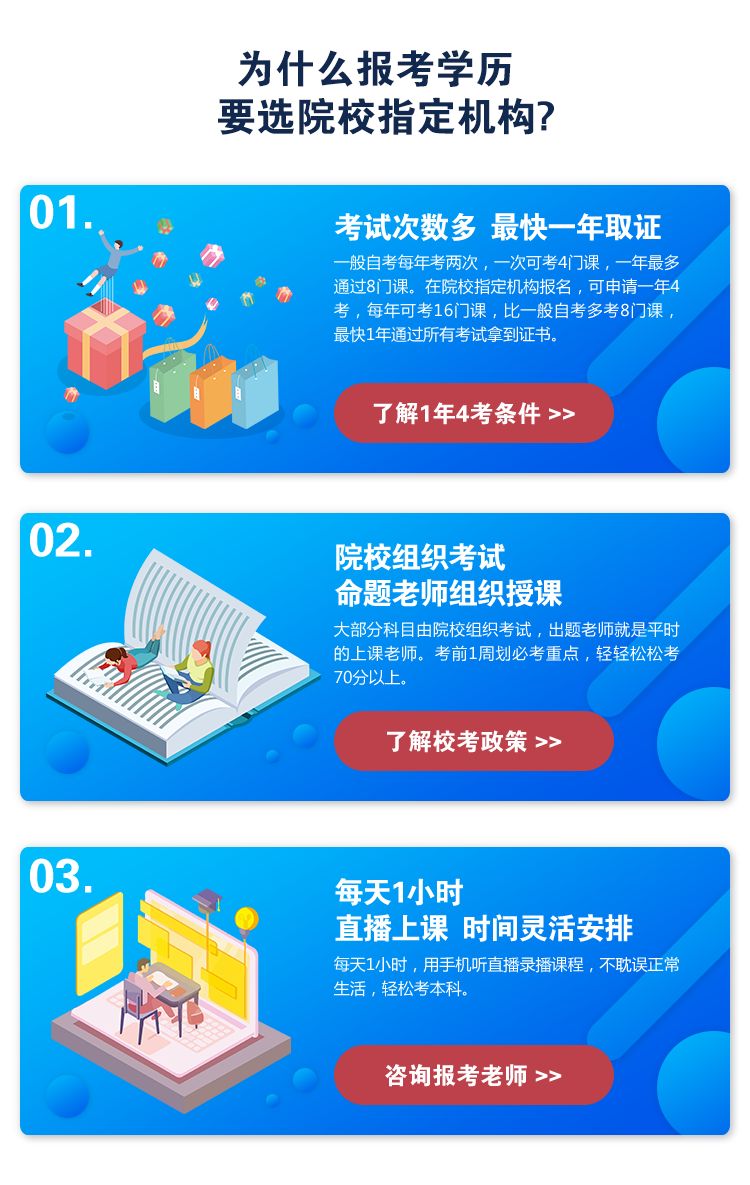 为什么报考学历
要选院校指定机构?
01.
考试次数多 最快一年取证
一般自考每年考两次，一次可考4门课，一年最多
通过8门课。在院校指定机构报名，可申请一年4
考，每年可考16门课，比一般自考多考8门课，
最快1年通过所有考试拿到证书。
了解1年4考条件 >>
02.
院校组织考试
命题老师组织授课
大部分科目由院校组织考试，出题老师就是平时
的上课老师。考前1周划必考重点，轻轻松松考
70分以上。
了解校考政策 >>
03.
每天1小时
直播上课 时间灵活安排
每天1小时，用手机听直播录播课程，不耽误正常
生活，轻松考本科。
咨询报考老师 >>